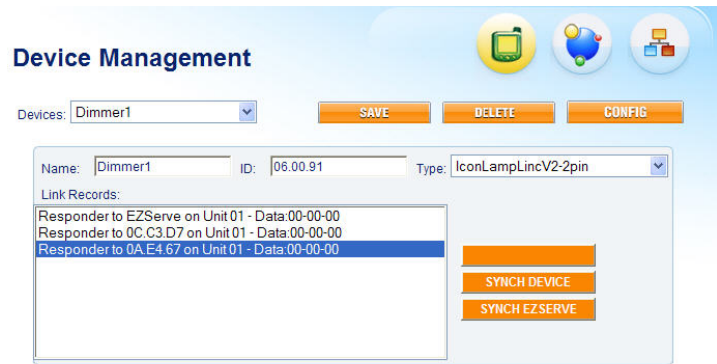 Device Management
Devices: Dimmer1 SAVE DELETE CONFIG
Name: Dimmer1 ID: 06.00.91 Type: IconLampLincV2-2pin
Link Records:
Responder to EZServe on Unit 01 - Data:00-00-00
Responder to 0C.C3.D7 on Unit 01 - Data:00-00-00
Responder to 0A.E4.67 on Unit 01 - Data:00-00-00
SYNCH DEVICE
SYNCH EZSERVE